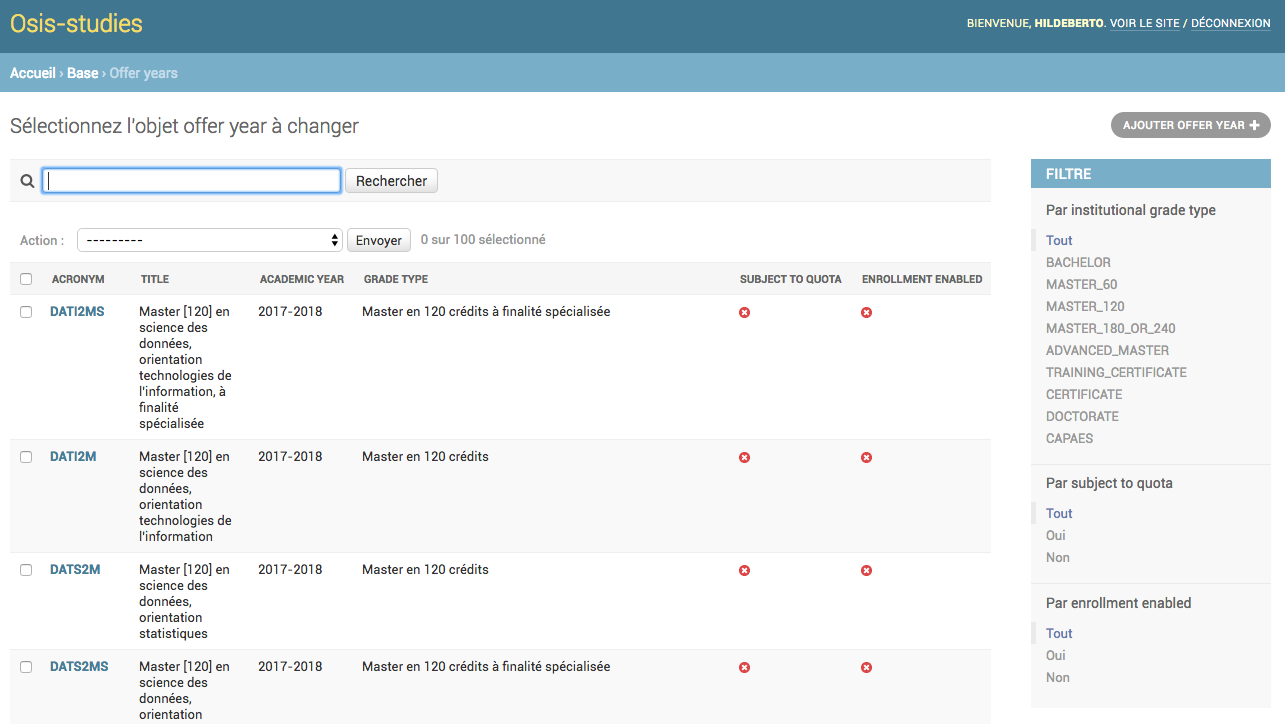 Osis-studies
BIENVENUE, HILDEBERTO. VOIR LE SITE / DÉCONNEXION
Accueil › Base › Offer years
Sélectionnez l'objet offer year à changer
AJOUTER OFFER YEAR +
Rechercher
Action : --------- Envoyer 0 sur 100 sélectionné
ACRONYM TITLE ACADEMIC YEAR GRADE TYPE SUBJECT TO QUOTA ENROLLMENT ENABLED
DATI2MS Master [120] en 2017-2018 Master en 120 crédits à finalité spécialisée
science des
données,
orientation
technologies de
l'information, à
finalité
spécialisée
DATI2M Master [120] en 2017-2018 Master en 120 crédits
science des
données,
orientation
technologies de
l'information
DATS2M Master [120] en 2017-2018 Master en 120 crédits
science des
données,
orientation
statistiques
DATS2MS Master [120] en 2017-2018 Master en 120 crédits à finalité spécialisée
science des
données,
orientation
FILTRE
Par institutional grade type
Tout
BACHELOR
MASTER_60
MASTER_120
MASTER_180_OR_240
ADVANCED_MASTER
TRAINING_CERTIFICATE
CERTIFICATE
DOCTORATE
CAPAES
Par subject to quota
Tout
Oui
Non
Par enrollment enabled
Tout
Oui
Non